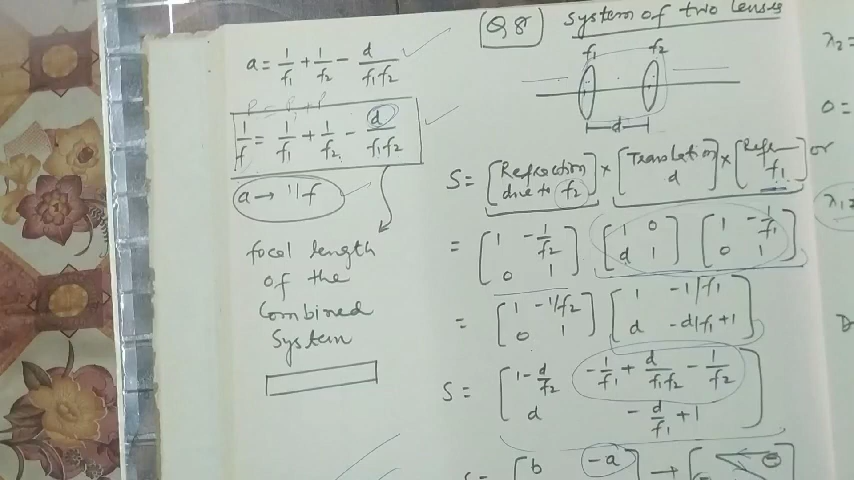 a = 1/f₁ + 1/f₂ - d/f₁f₂
1/f = 1/f₁ + 1/f₂ - d/f₁f₂
a → 1/f
focal length
of the
Combined
System
Q8 System of two lenses
f₁ f₂
d
S = [Refraction due to f₂] × [Translation d] × [Refr f₁] or
= [1 -1/f₂; 0 1] [1 0; d 1] [1 -1/f₁; 0 1]
= [1 -1/f₂; 0 1] [1 -1/f₁; d -d/f₁+1]
S = [1-d/f₂ -1/f₁ + d/f₁f₂ - 1/f₂; d -d/f₁ + 1]
[b -a] →
λ₂=
0=